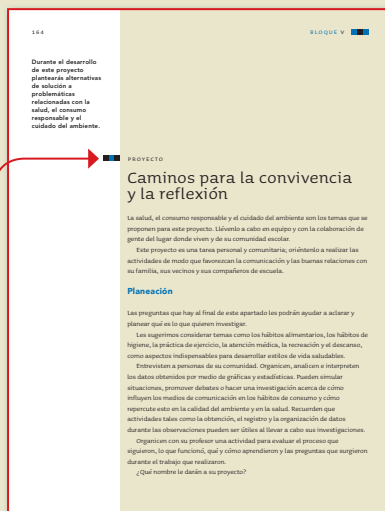 164
BLOQUE V
Durante el desarrollo
de este proyecto
plantearás alternativas
de solución a
problemáticas
relacionadas con la
salud, el consumo
responsable y el
cuidado del ambiente.
PROYECTO
Caminos para la convivencia
y la reflexión
La salud, el consumo responsable y el cuidado del ambiente son los temas que se
proponen para este proyecto. Llévenlo a cabo en equipo y con la colaboración de
gente del lugar donde viven y de su comunidad escolar.
Este proyecto es una tarea personal y comunitaria; oriéntenlo a realizar las
actividades de modo que favorezcan la comunicación y las buenas relaciones con
su familia, sus vecinos y sus compañeros de escuela.
Planeación
Las preguntas que hay al final de este apartado les podrán ayudar a aclarar y
planear qué es lo que quieren investigar.
Les sugerimos considerar temas como los hábitos alimentarios, los hábitos de
higiene, la práctica de ejercicio, la atención médica, la recreación y el descanso,
como aspectos indispensables para desarrollar estilos de vida saludables.
Entrevisten a personas de su comunidad. Organicen, analicen e interpreten
los datos obtenidos por medio de gráficas y estadísticas. Pueden simular
situaciones, promover debates o hacer una investigación acerca de cómo
influyen los medios de comunicación en los hábitos de consumo y cómo
repercute esto en la calidad del ambiente y en la salud. Recuerden que
actividades tales como la obtención, el registro y la organización de datos
durante las observaciones pueden ser útiles al llevar a cabo sus investigaciones.
Organicen con su profesor una actividad para evaluar el proceso que
siguieron, lo que funcionó, qué y cómo aprendieron y las preguntas que surgieron
durante el trabajo que realizaron.
¿Qué nombre le darán a su proyecto?